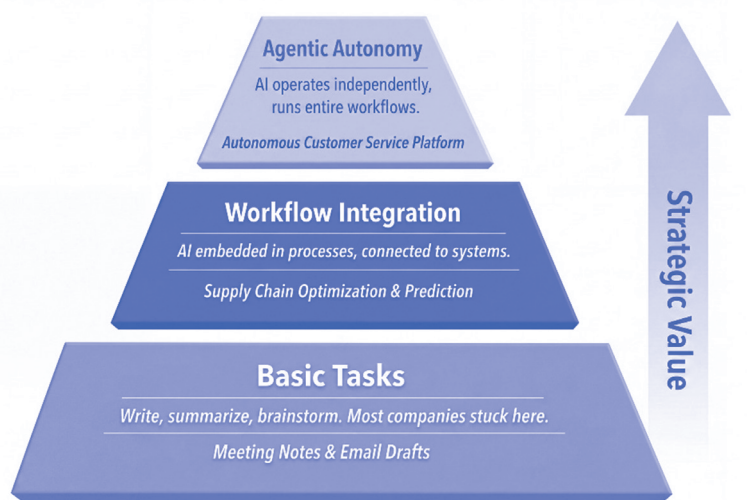 Agentic Autonomy
AI operates independently,
runs entire workflows.
Autonomous Customer Service Platform
Workflow Integration
AI embedded in processes, connected to systems.
Supply Chain Optimization & Prediction
Basic Tasks
Write, summarize, brainstorm. Most companies stuck here.
Meeting Notes & Email Drafts
Strategic Value